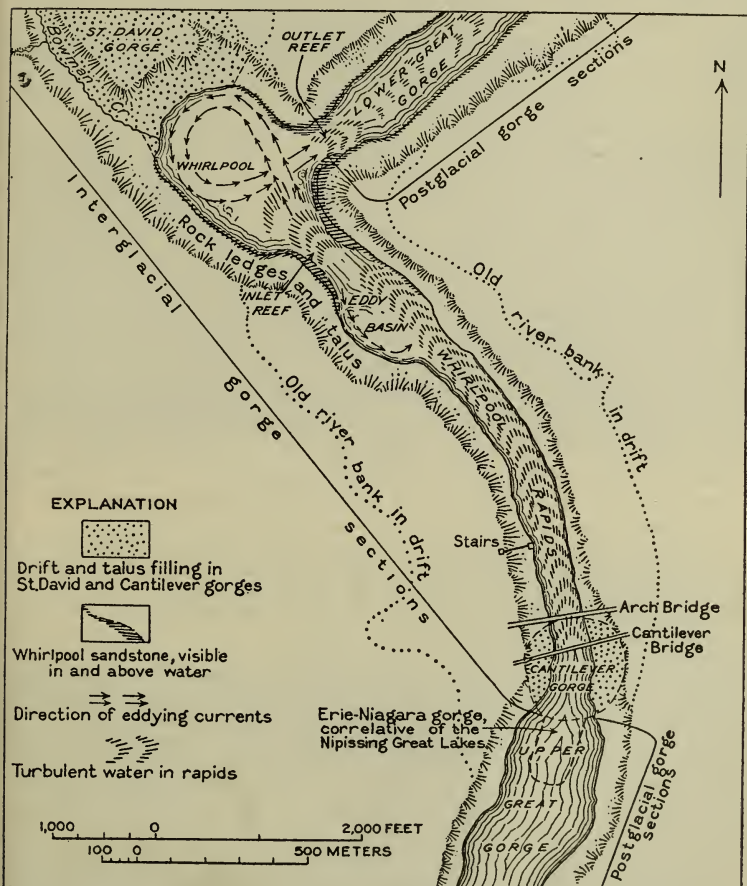 ST. DAVID
GORGE
Bowman Cr.
OUTLET
REEF
LOWER GREAT
GORGE
Postglacial gorge sections
N
WHIRLPOOL
Interglacial gorge sections
Rock ledges and talus
INLET
REEF
EDDY
BASIN
WHIRLPOOL RAPIDS
Old river bank in drift
Old river bank in drift
EXPLANATION
Drift and talus filling in
St. David and Cantilever gorges
Whirlpool sandstone, visible
in and above water
Direction of eddying currents
Turbulent water in rapids
Stairs
Arch Bridge
Cantilever
Bridge
CANTILEVER
GORGE
Erie-Niagara gorge,
correlative of the
Nipissing Great Lakes
UPPER
GREAT
GORGE
Postglacial gorge
sections
1,000 0 2,000 FEET
100 0 500 METERS